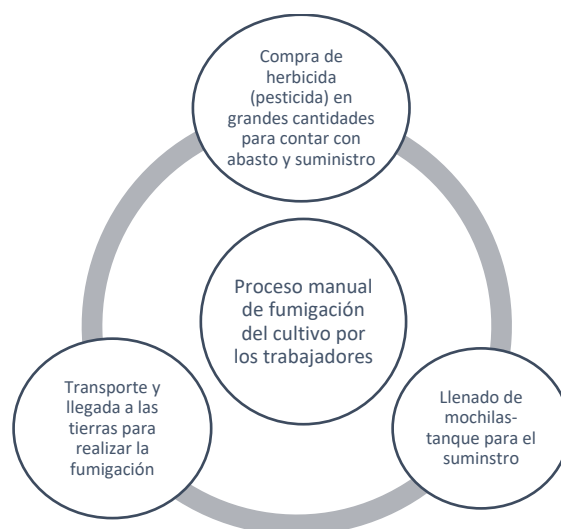 Compra de
herbicida
(pesticida) en
grandes cantidades
para contar con
abasto y suministro
Proceso manual
de fumigación
del cultivo por
los trabajadores
Transporte y
llegada a las
tierras para
realizar la
fumigación
Llenado de
mochilas-
tanque para el
suminstro